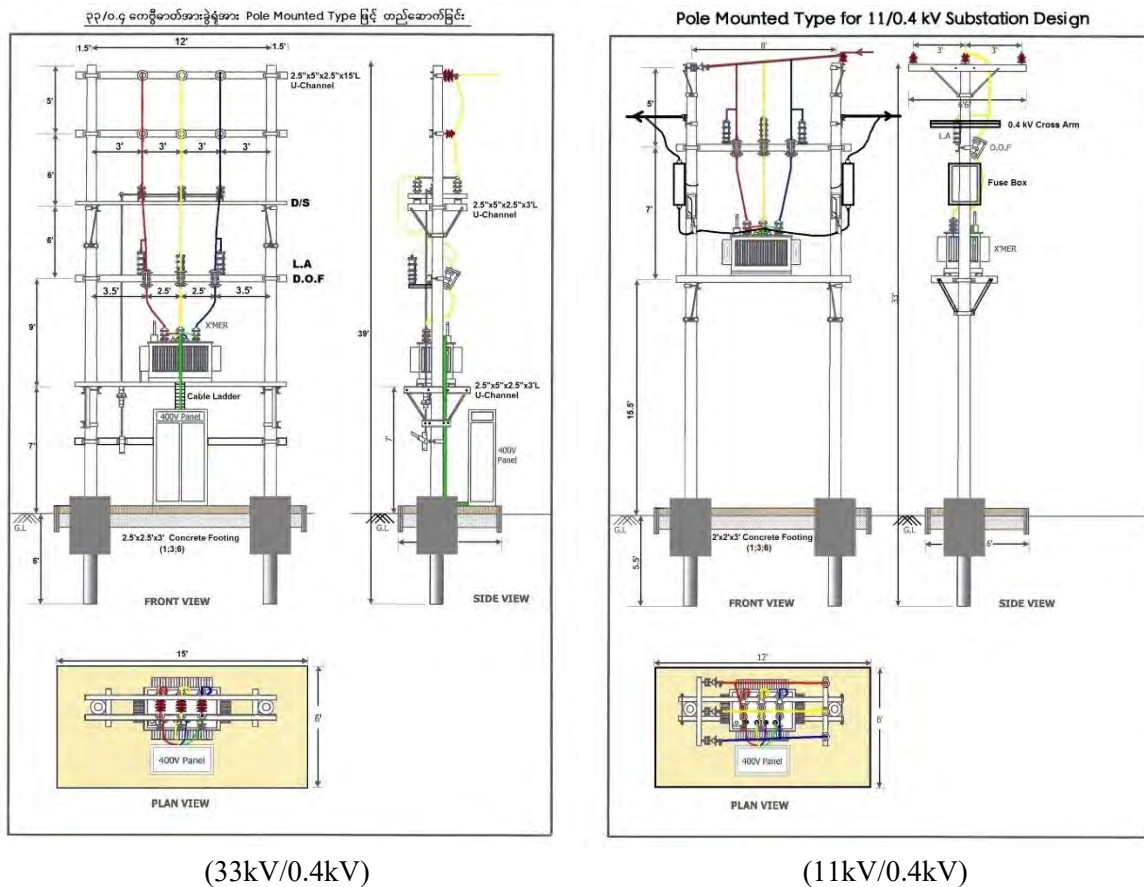 ၃၃/၀.၄ ကေဗွီဓာတ်အားခွဲရုံအား Pole Mounted Type ဖြင့် တည်ဆောက်ခြင်း
1.5'
12'
1.5'
2.5"x5"x2.5"x15'L
U-Channel
5'
3'
3'
3'
3'
6'
D/S
6'
L.A
D.O.F
3.5'
2.5'
2.5'
3.5'
X'MER
9'
Cable Ladder
400V Panel
7'
G.L
2.5'x2.5'x3' Concrete Footing
(1;3;6)
6'
FRONT VIEW
39'
2.5"x5"x2.5"x3'L
U-Channel
2.5"x5"x2.5"x3'L
U-Channel
7'
400V
Panel
SIDE VIEW
15'
6'
400V Panel
PLAN VIEW
(33kV/0.4kV)
Pole Mounted Type for 11/0.4 kV Substation Design
8'
5'
7'
15.5'
G.L
2'x2'x3' Concrete Footing
(1;3;6)
5.5'
FRONT VIEW
3'
3'
6'6"
0.4 kV Cross Arm
L.A
D.O.F
Fuse Box
X'MER
33'
G.L
6'
SIDE VIEW
12'
6'
400V Panel
PLAN VIEW
(11kV/0.4kV)